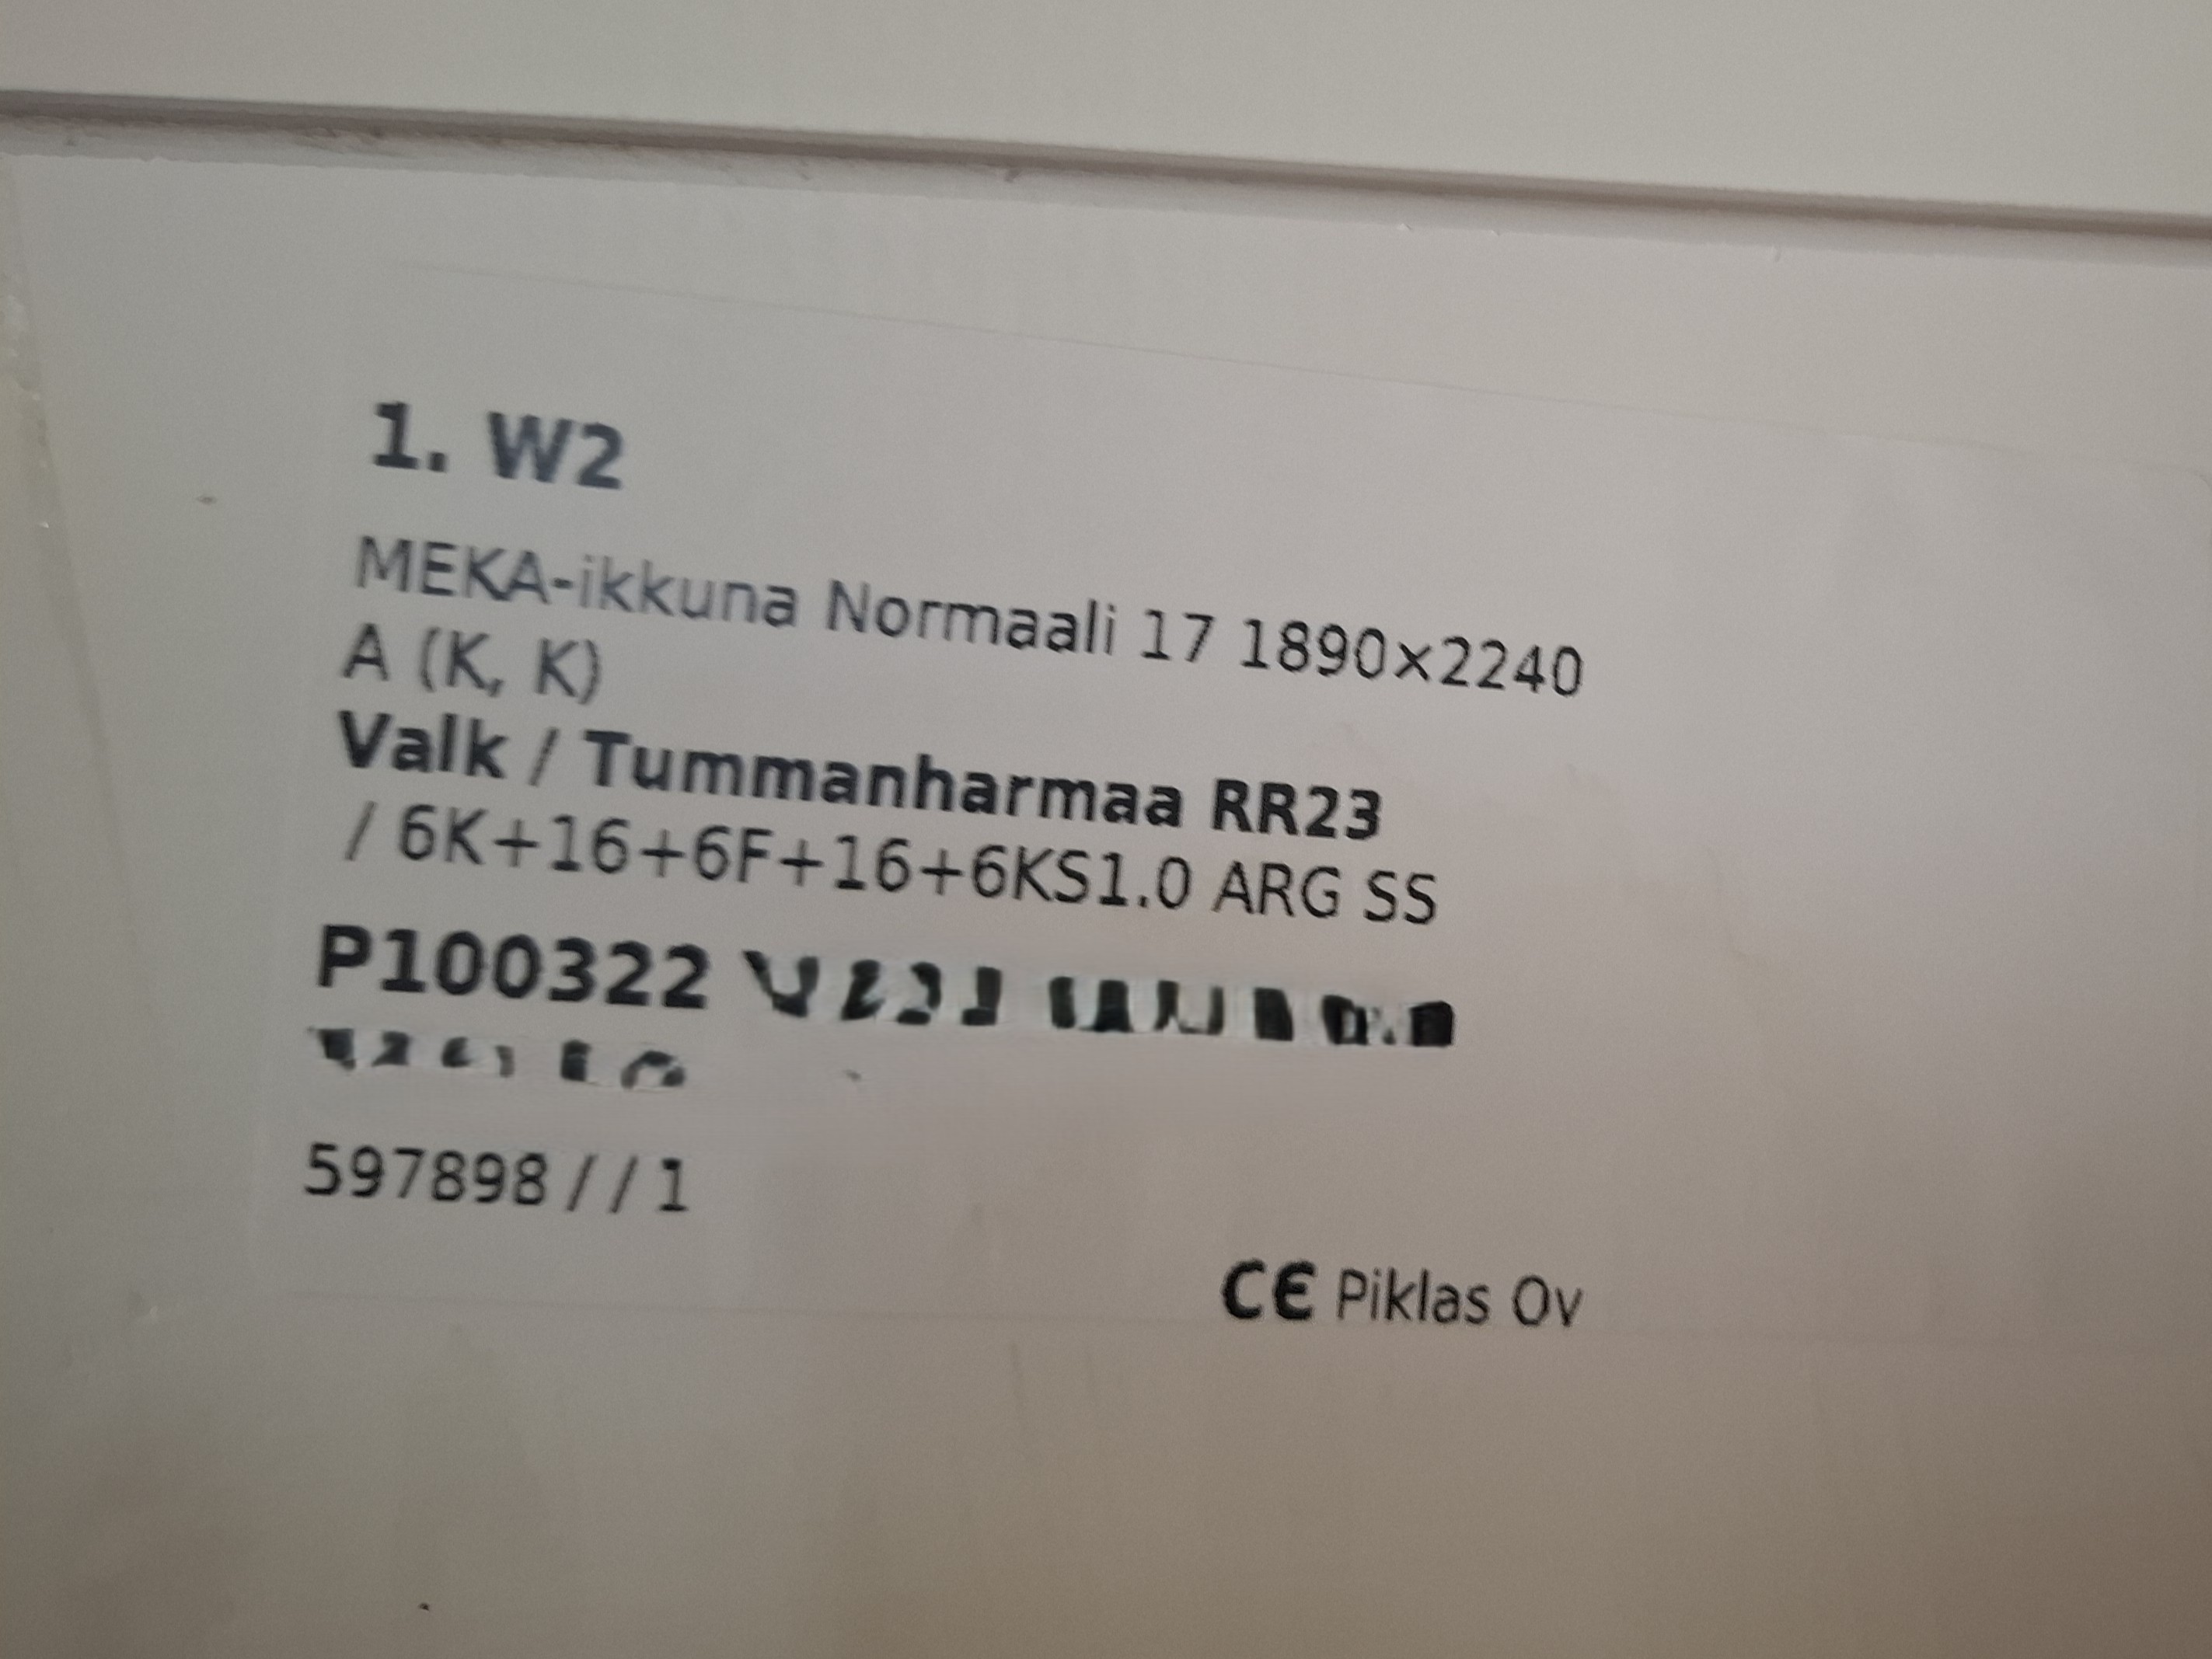 1. W2
MEKA-ikkuna Normaali 17 1890×2240
A (K, K)
Valk / Tummanharmaa RR23
/ 6K+16+6F+16+6KS1.0 ARG SS
P100322
597898 / / 1
CE Piklas Oy